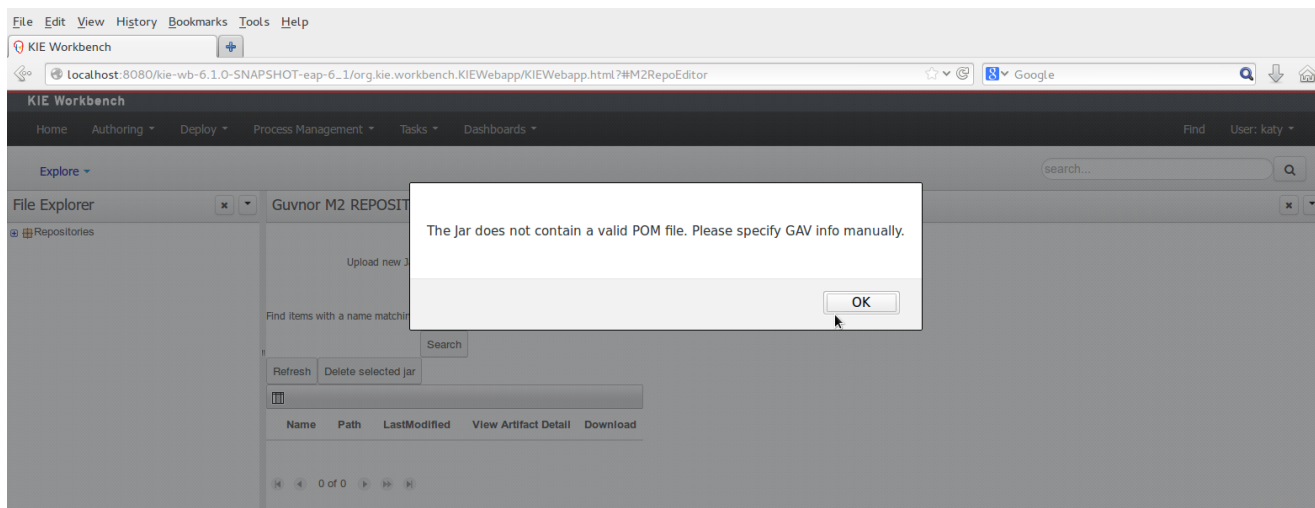 File Edit View History Bookmarks Tools Help
KIE Workbench
localhost:8080/kie-wb-6.1.0-SNAPSHOT-eap-6_1/org.kie.workbench.KIEWebapp/KIEWebapp.html?#M2RepoEditor
Google
KIE Workbench
Home Authoring Deploy Process Management Tasks Dashboards Find User: katy
Explore search...
File Explorer Guvnor M2 REPOSIT
Repositories
The Jar does not contain a valid POM file. Please specify GAV info manually.
Upload new J
OK
Find items with a name matchin
Search
Refresh Delete selected jar
Name Path LastModified View Artifact Detail Download
0 of 0